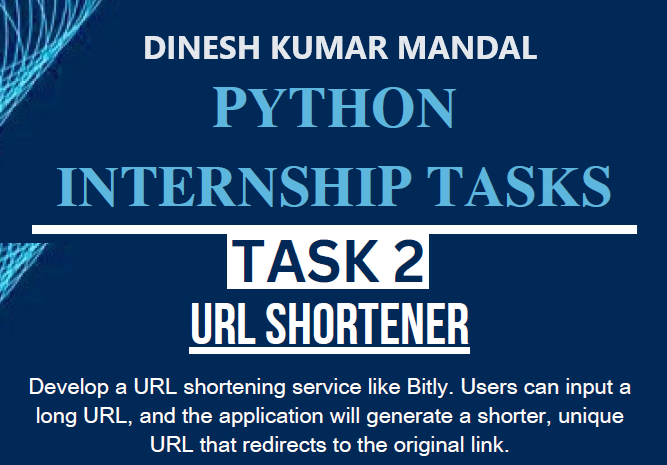 DINESH KUMAR MANDAL
PYTHON
INTERNSHIP TASKS
TASK 2
URL SHORTENER
Develop a URL shortening service like Bitly. Users can input a
long URL, and the application will generate a shorter, unique
URL that redirects to the original link.